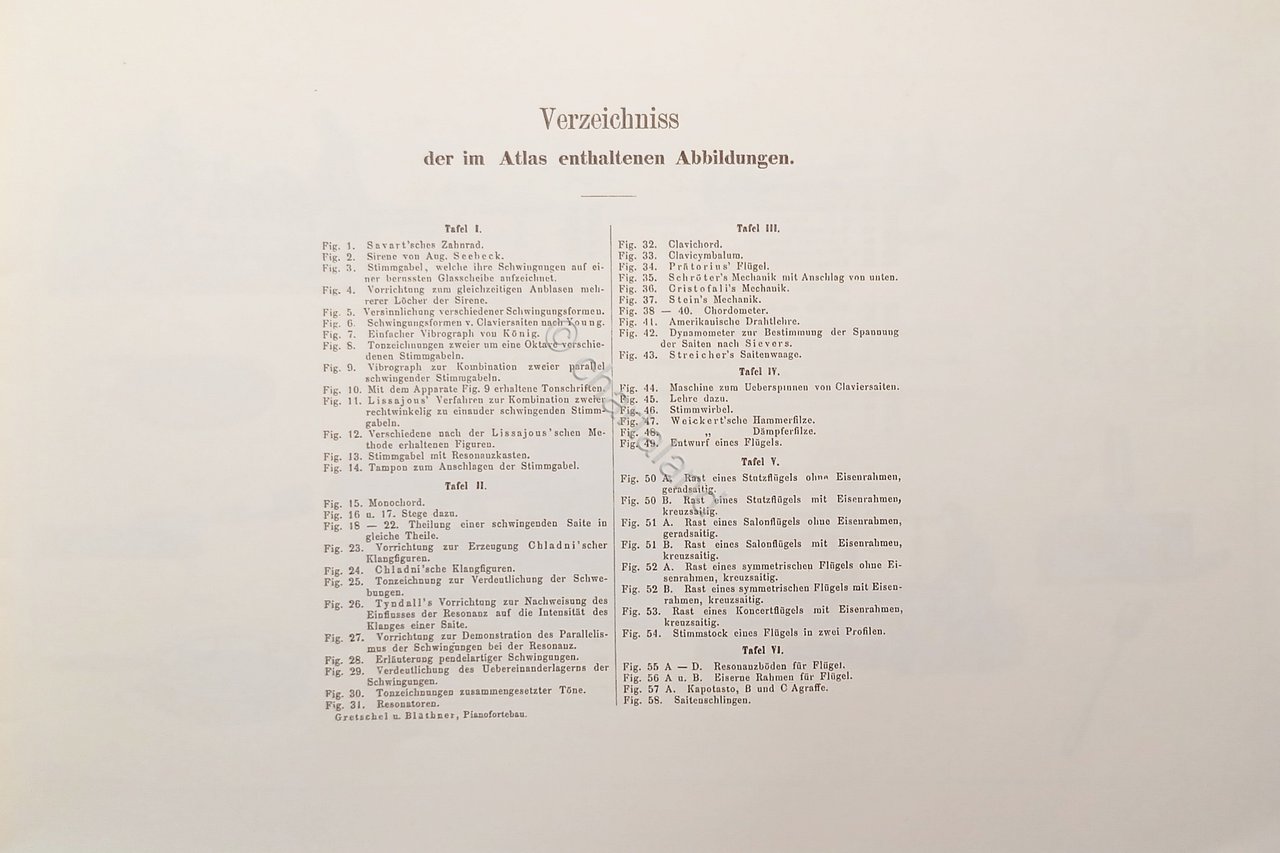 Verzeichniss
der im Atlas enthaltenen Abbildungen.
Tafel I.
Fig. 1. Savart'sches Zahnrad.
Fig. 2. Sirene von Aug. Seebeck.
Fig. 3. Stimmgabel, welche ihre Schwingungen auf ei-
ner berussten Glasscheibe aufzeichnet.
Fig. 4. Vorrichtung zum gleichzeitigen Anblasen meh-
rerer Löcher der Sirene.
Fig. 5. Versinnlichung verschiedener Schwingungsformen.
Fig. 6. Schwingungsformen v. Claviersaiten nach Young.
Fig. 7. Einfacher Vibrograph von König.
Fig. 8. Tonzeichnungen zweier um eine Oktave verschie-
denen Stimmgabeln.
Fig. 9. Vibrograph zur Kombination zweier parallel
schwingender Stimmgabeln.
Fig. 10. Mit dem Apparate Fig. 9 erhaltene Tonschriften.
Fig. 11. Lissajous' Verfahren zur Kombination zweier
rechtwinkelig zu einander schwingenden Stimm-
gabeln.
Fig. 12. Verschiedene nach der Lissajous'schen Me-
thode erhaltenen Figuren.
Fig. 13. Stimmgabel mit Resonanzkasten.
Fig. 14. Tampon zum Anschlagen der Stimmgabel.
Tafel II.
Fig. 15. Monochord.
Fig. 16 u. 17. Stege dazu.
Fig. 18 — 22. Theilung einer schwingenden Saite in
gleiche Theile.
Fig. 23. Vorrichtung zur Erzeugung Chladni'scher
Klangfiguren.
Fig. 24. Chladni'sche Klangfiguren.
Fig. 25. Tonzeichnung zur Verdeutlichung der Schwe-
bungen.
Fig. 26. Tyndall's Vorrichtung zur Nachweisung des
Einflusses der Resonanz auf die Intensität des
Klanges einer Saite.
Fig. 27. Vorrichtung zur Demonstration des Parallelis-
mus der Schwingungen bei der Resonanz.
Fig. 28. Erläuterung pendelartiger Schwingungen.
Fig. 29. Verdeutlichung des Uebereinanderlagerns der
Schwingungen.
Fig. 30. Tonzeichnungen zusammengesetzter Töne.
Fig. 31. Resonatoren.
Gretschel u. Blüthner, Pianofortebau.
Tafel III.
Fig. 32. Clavichord.
Fig. 33. Clavicymbalum.
Fig. 34. Prätorius' Flügel.
Fig. 35. Schröter's Mechanik mit Anschlag von unten.
Fig. 36. Cristofali's Mechanik.
Fig. 37. Stein's Mechanik.
Fig. 38 — 40. Chordometer.
Fig. 41. Amerikanische Drahtlehre.
Fig. 42. Dynamometer zur Bestimmung der Spannung
der Saiten nach Sievers.
Fig. 43. Streicher's Saitenwaage.
Tafel IV.
Fig. 44. Maschine zum Ueberspinnen von Claviersaiten.
Fig. 45. Lehre dazu.
Fig. 46. Stimmwirbel.
Fig. 47. Weickert'sche Hammerfilze.
Fig. 48. „ Dämpferfilze.
Fig. 49. Entwurf eines Flügels.
Tafel V.
Fig. 50 A. Rast eines Stutzflügels ohne Eisenrahmen,
geradsaitig.
Fig. 50 B. Rast eines Stutzflügels mit Eisenrahmen,
kreuzsaitig.
Fig. 51 A. Rast eines Salonflügels ohne Eisenrahmen,
geradsaitig.
Fig. 51 B. Rast eines Salonflügels mit Eisenrahmen,
kreuzsaitig.
Fig. 52 A. Rast eines symmetrischen Flügels ohne Ei-
senrahmen, kreuzsaitig.
Fig. 52 B. Rast eines symmetrischen Flügels mit Eisen-
rahmen, kreuzsaitig.
Fig. 53. Rast eines Koncertflügels mit Eisenrahmen,
kreuzsaitig.
Fig. 54. Stimmstock eines Flügels in zwei Profilen.
Tafel VI.
Fig. 55 A — D. Resonanzböden für Flügel.
Fig. 56 A u. B. Eiserne Rahmen für Flügel.
Fig. 57 A. Kapotasto, B und C Agraffe.
Fig. 58. Saitenschlingen.